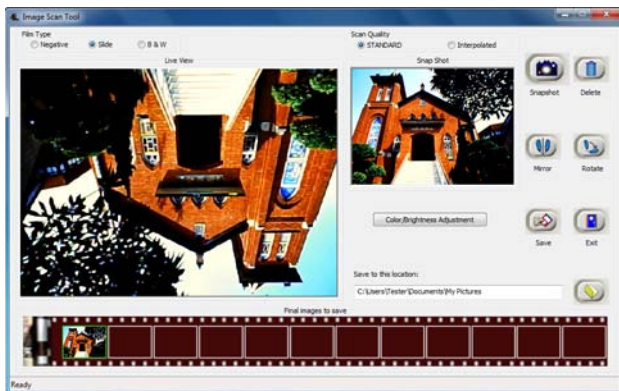 Image Scan Tool
Film Type
Negative
Slide
B & W
Scan Quality
STANDARD
Interpolated
Live View
Snap Shot
Snapshot
Delete
Mirror
Rotate
Color/Brightness Adjustment
Save
Exit
Save to this location:
C:\Users\Tester\Documents\My Pictures
Final images to save
Ready